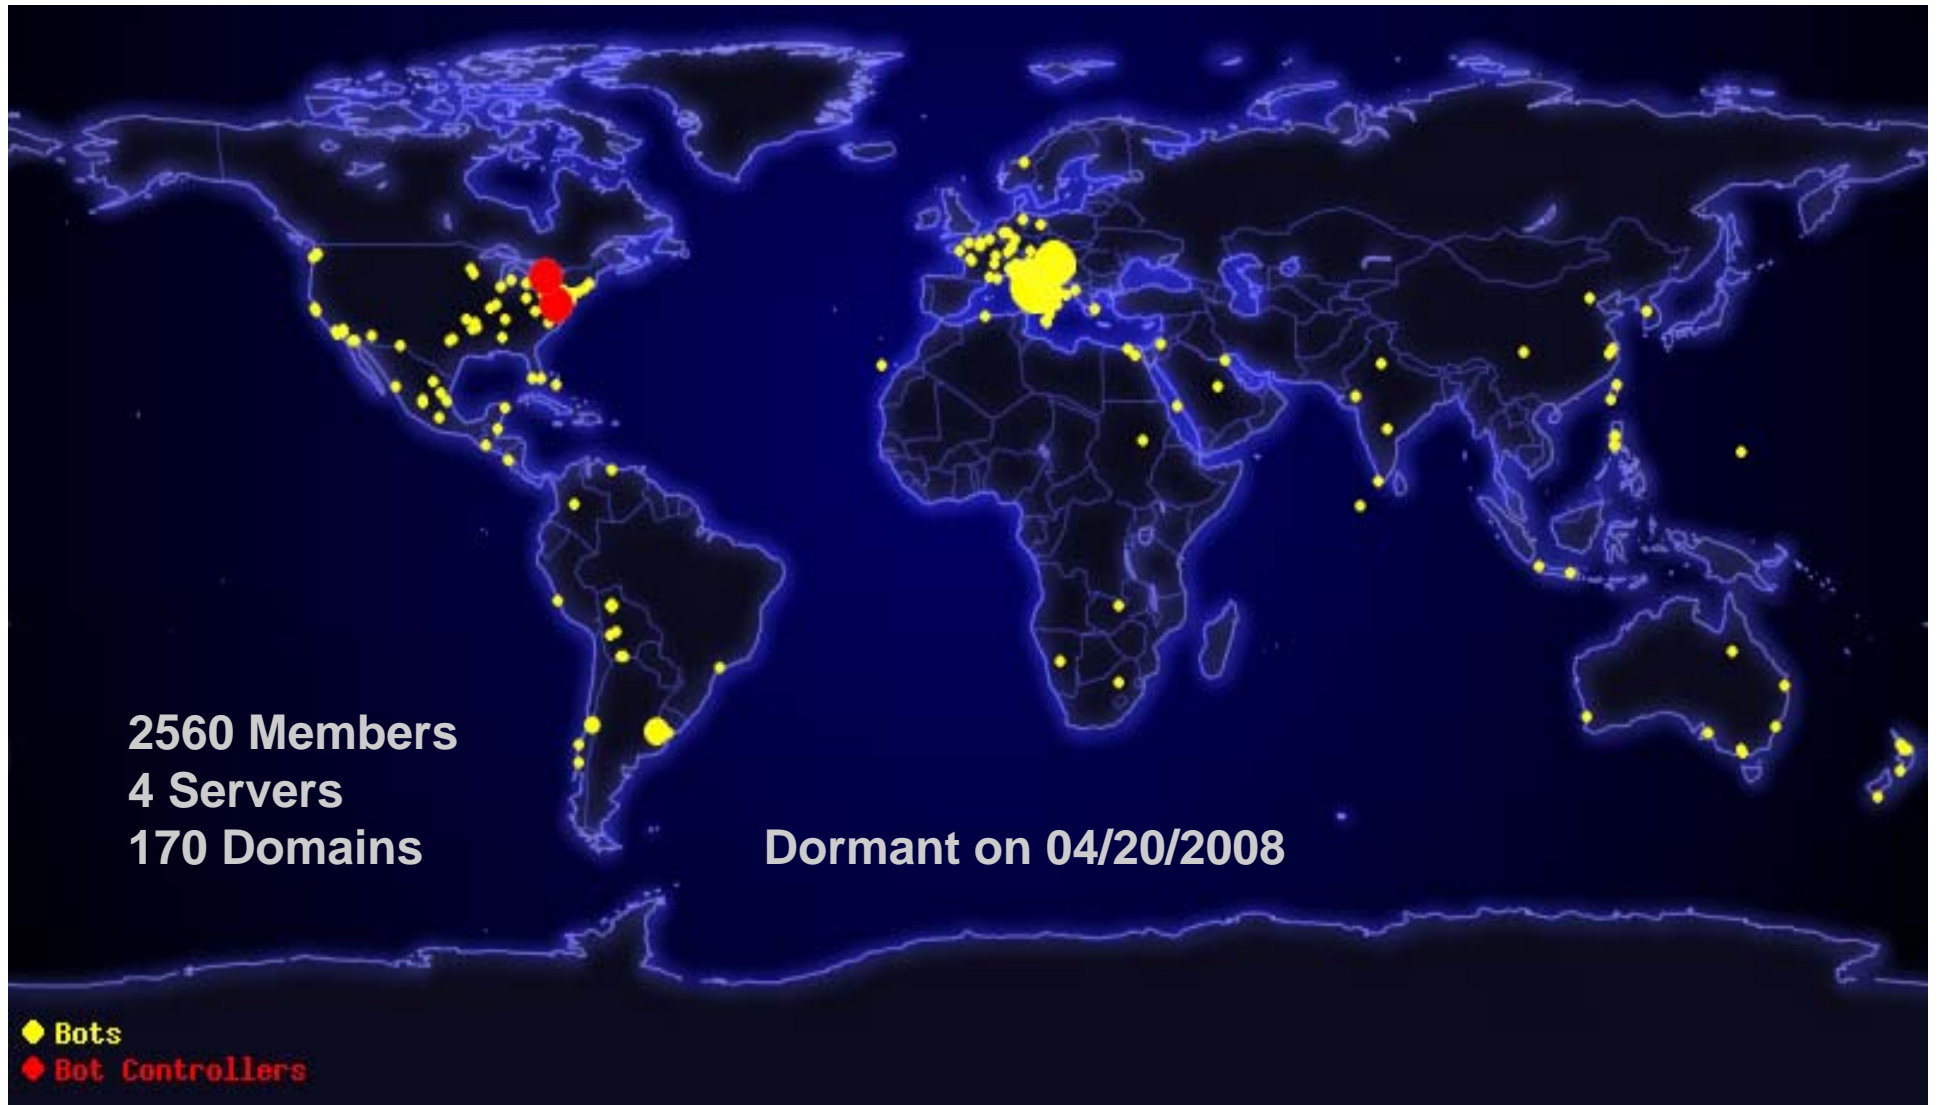 2560 Members
4 Servers
170 Domains
Dormant on 04/20/2008
Bots
Bot Controllers